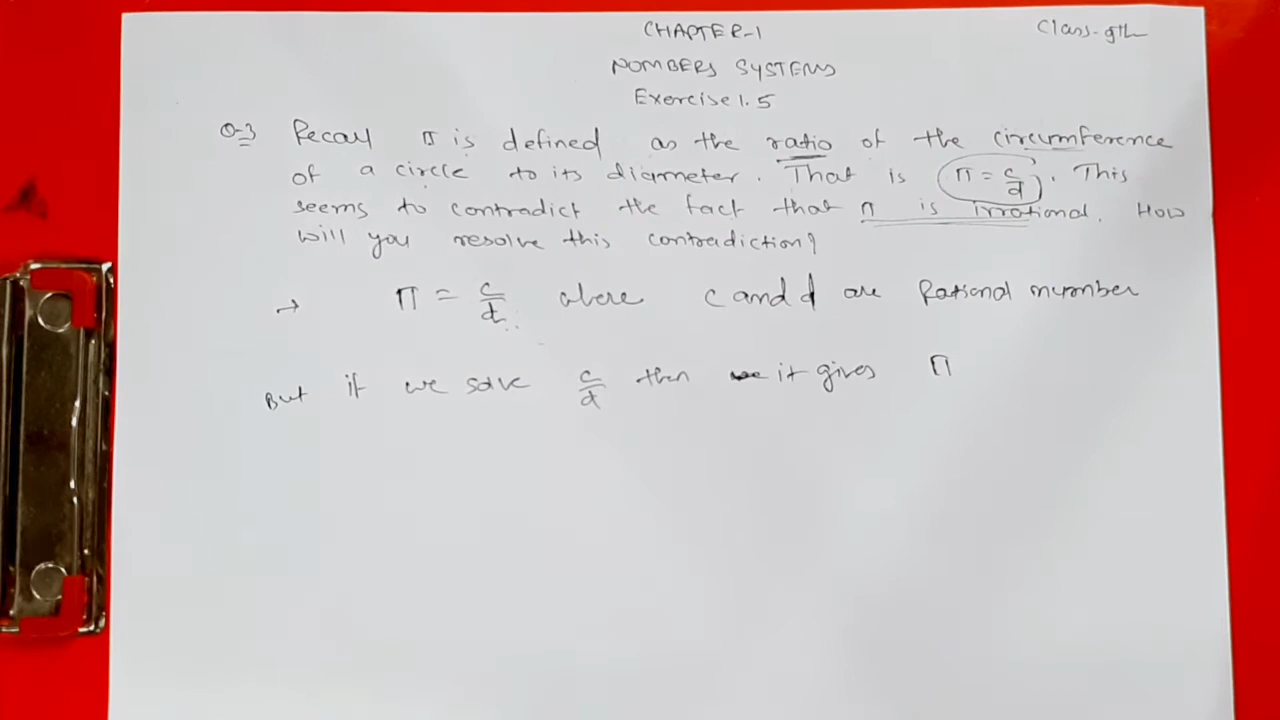 CHAPTER-1
Class-9th
NUMBERS SYSTEMS
Exercise 1.5
Q-3 Recall π is defined as the ratio of the circumference
of a circle to its diameter. That is π = c/d. This
seems to contradict the fact that π is irrational. How
will you resolve this contradiction?
→ π = c/d where c and d are Rational number
But if we solve c/d then it gives π